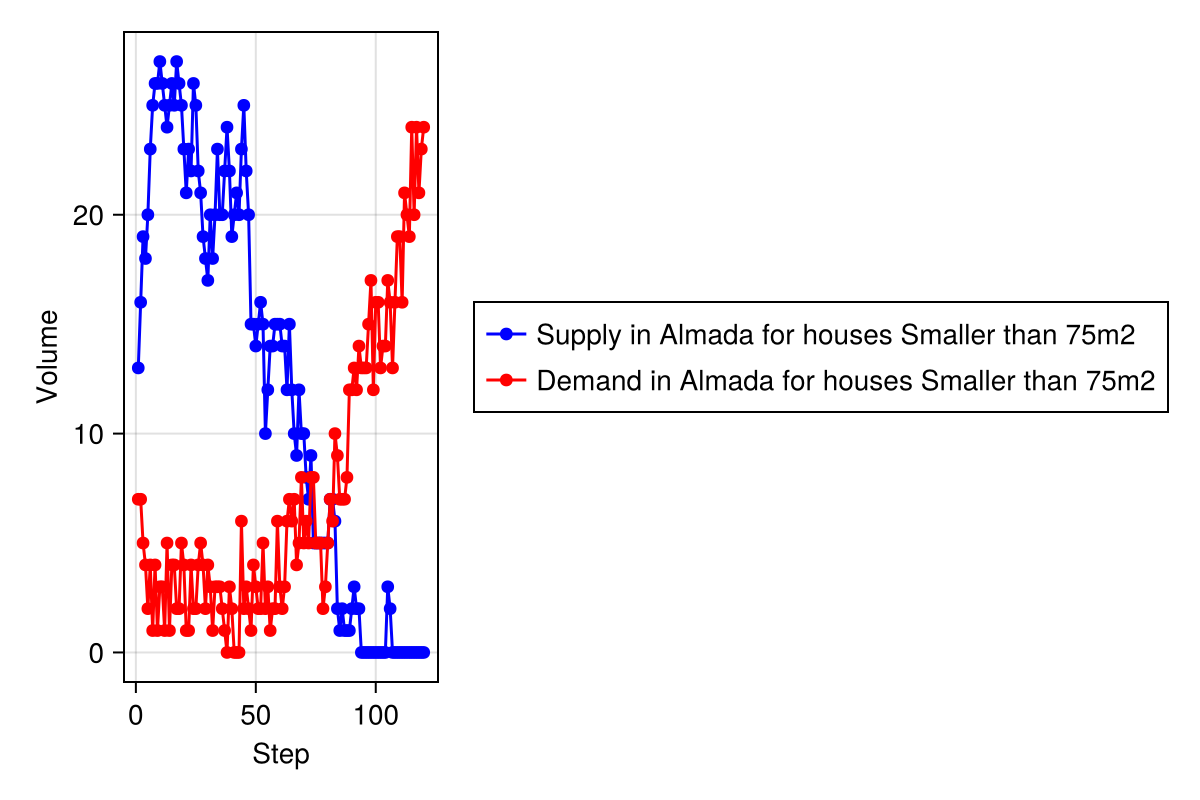 Volume
20
10
0
0 50 100
Step
Supply in Almada for houses Smaller than 75m2
Demand in Almada for houses Smaller than 75m2